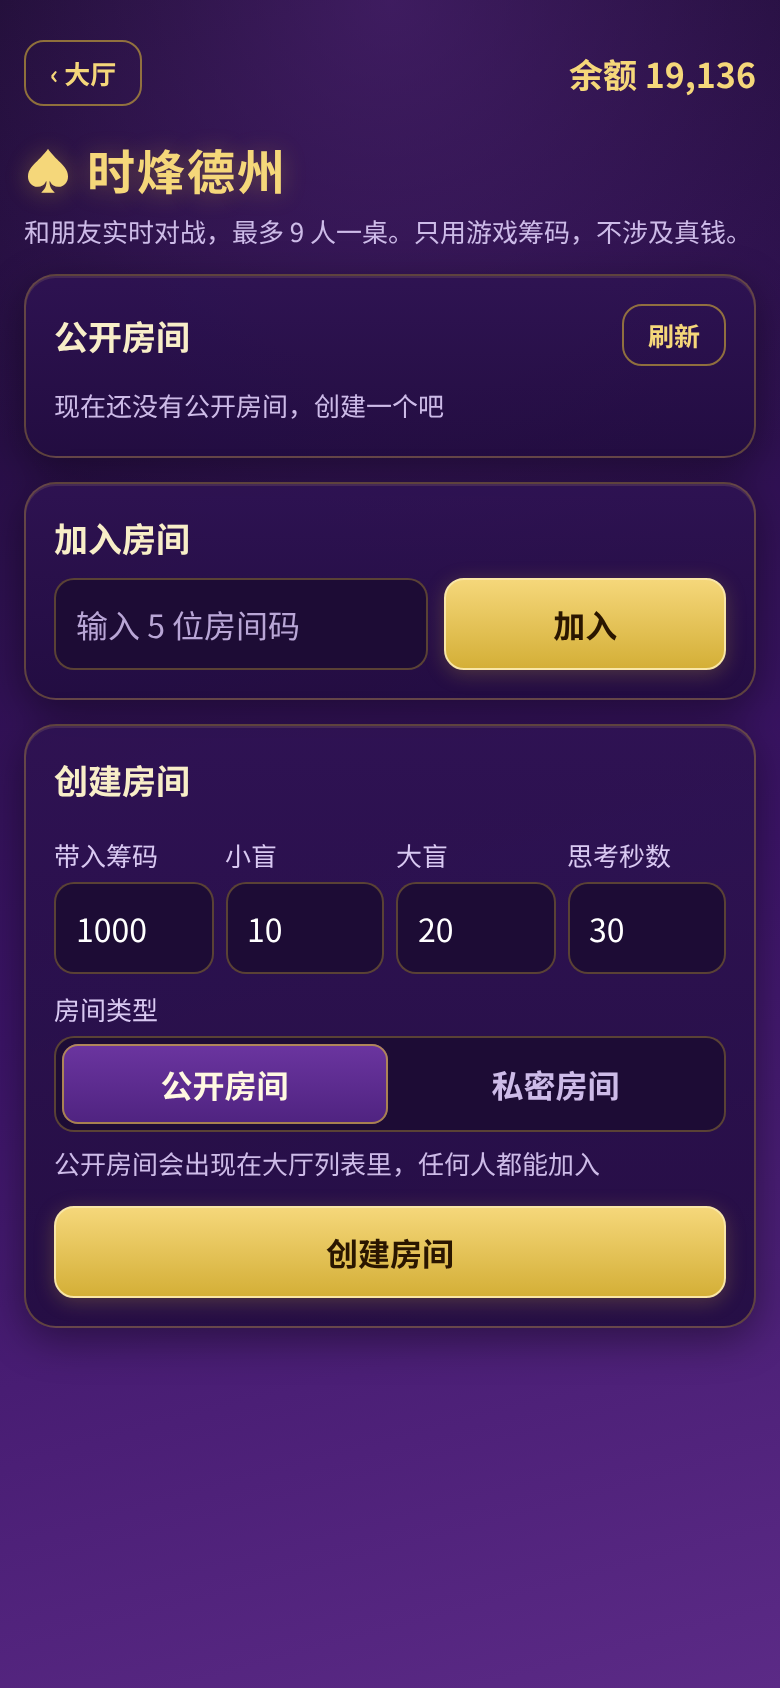 ‹ 大厅
余额 19,136
♠ 时烽德州
和朋友实时对战，最多 9 人一桌。只用游戏筹码，不涉及真钱。
公开房间
刷新
现在还没有公开房间，创建一个吧
加入房间
输入 5 位房间码
加入
创建房间
带入筹码 小盲 大盲 思考秒数
1000 10 20 30
房间类型
公开房间 私密房间
公开房间会出现在大厅列表里，任何人都能加入
创建房间